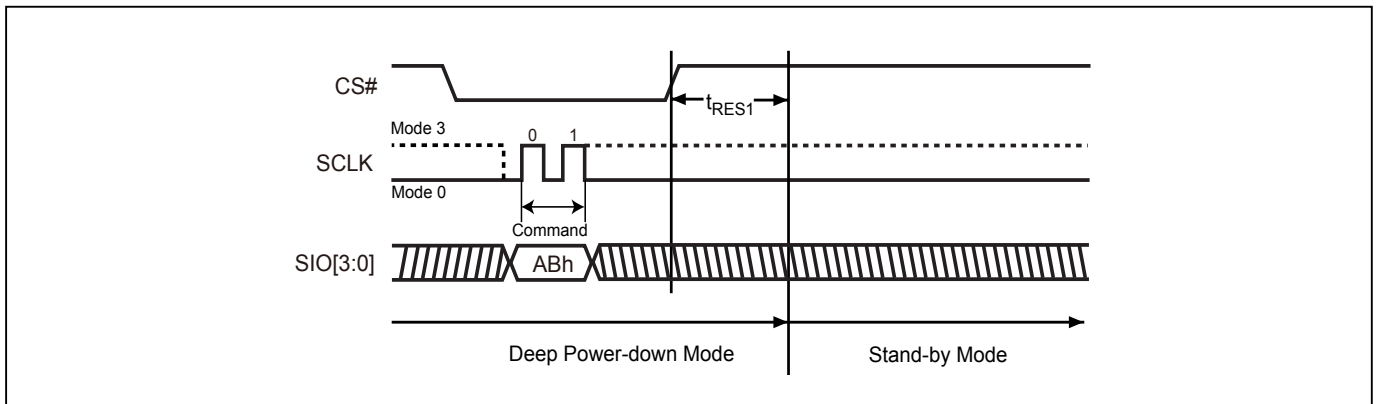 CS#
tRES1
Mode 3
0 1
SCLK
Mode 0
Command
SIO[3:0]
ABh
Deep Power-down Mode
Stand-by Mode